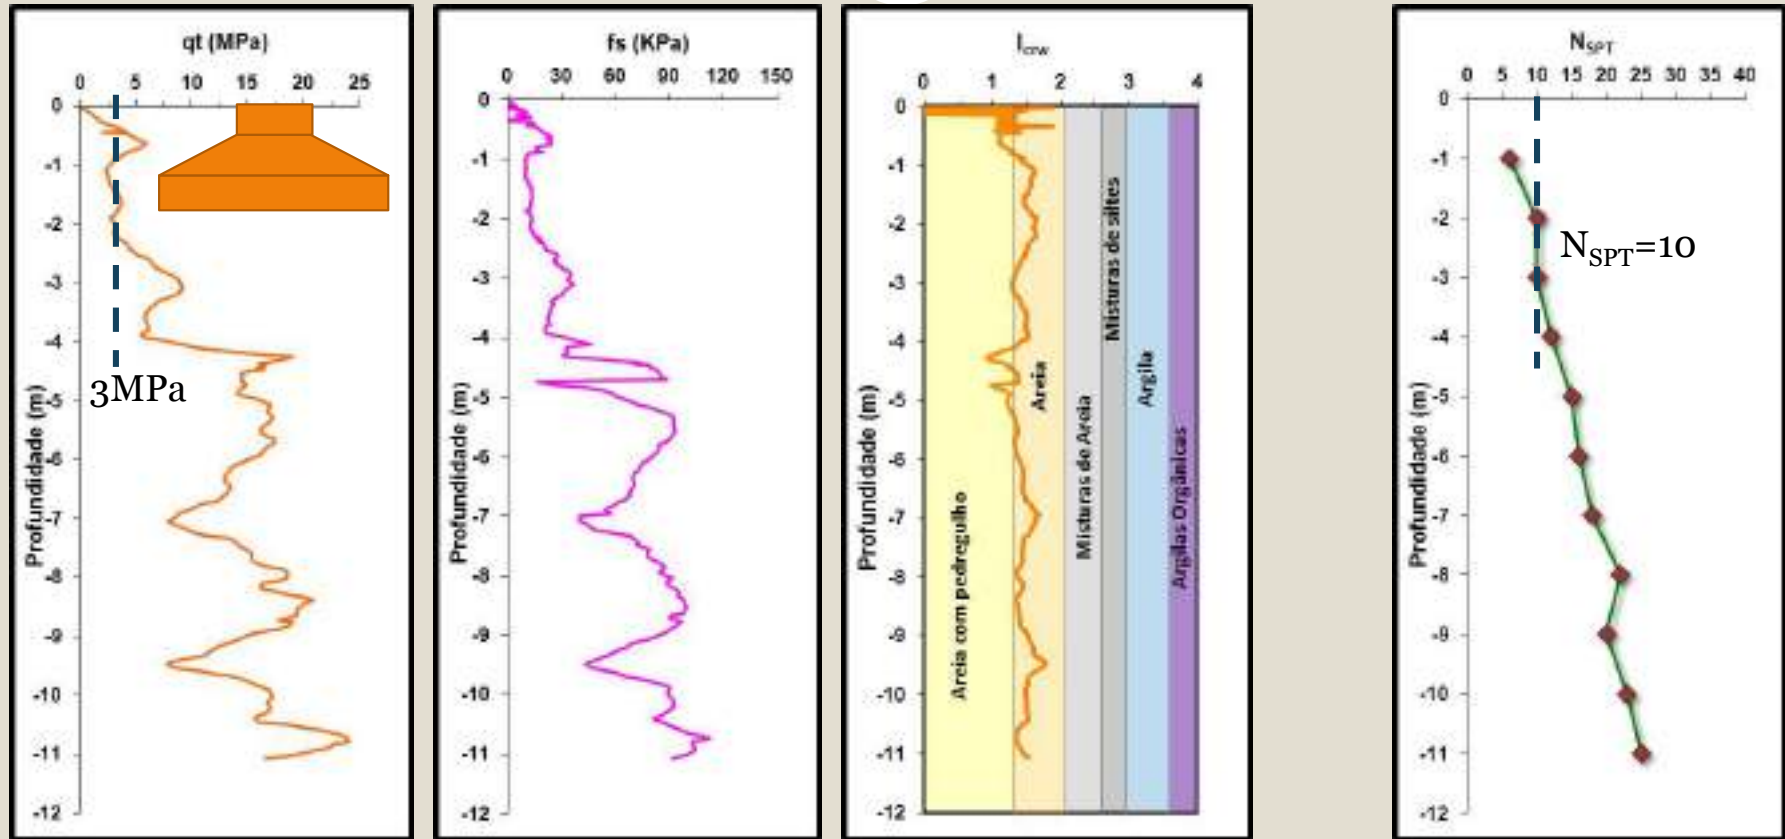 qt (MPa)
0 5 10 15 20 25
0
-1
-2
-3
-4
-5
-6
-7
-8
-9
-10
-11
-12
Profundidade (m)
3MPa
fs (KPa)
0 30 60 90 120 150
0
-1
-2
-3
-4
-5
-6
-7
-8
-9
-10
-11
-12
Profundidade (m)
0 1 2 3 4
0
-1
-2
-3
-4
-5
-6
-7
-8
-9
-10
-11
-12
Profundidade (m)
Areia com pedregulho
Areia
Misturas de Areia
Misturas de siltes
Argila
Argilas Orgânicas
N_SPT
0 5 10 15 20 25 30 35 40
0
-1
-2
-3
-4
-5
-6
-7
-8
-9
-10
-11
-12
Profundidade (m)
N_SPT=10